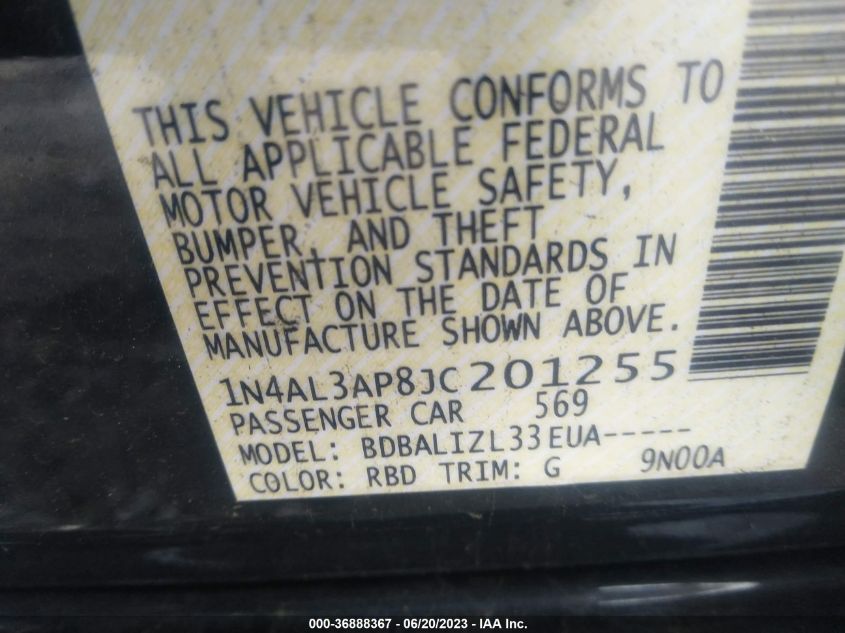 THIS VEHICLE CONFORMS TO
ALL APPLICABLE FEDERAL
MOTOR VEHICLE SAFETY,
BUMPER, AND THEFT
PREVENTION STANDARDS IN
EFFECT ON THE DATE OF
MANUFACTURE SHOWN ABOVE.
1N4AL3AP8JC201255
PASSENGER CAR 569
MODEL: BDBALIZL33EUA-----
COLOR: RBD TRIM: G 9N00A
000-36888367 - 06/20/2023 - IAA Inc.